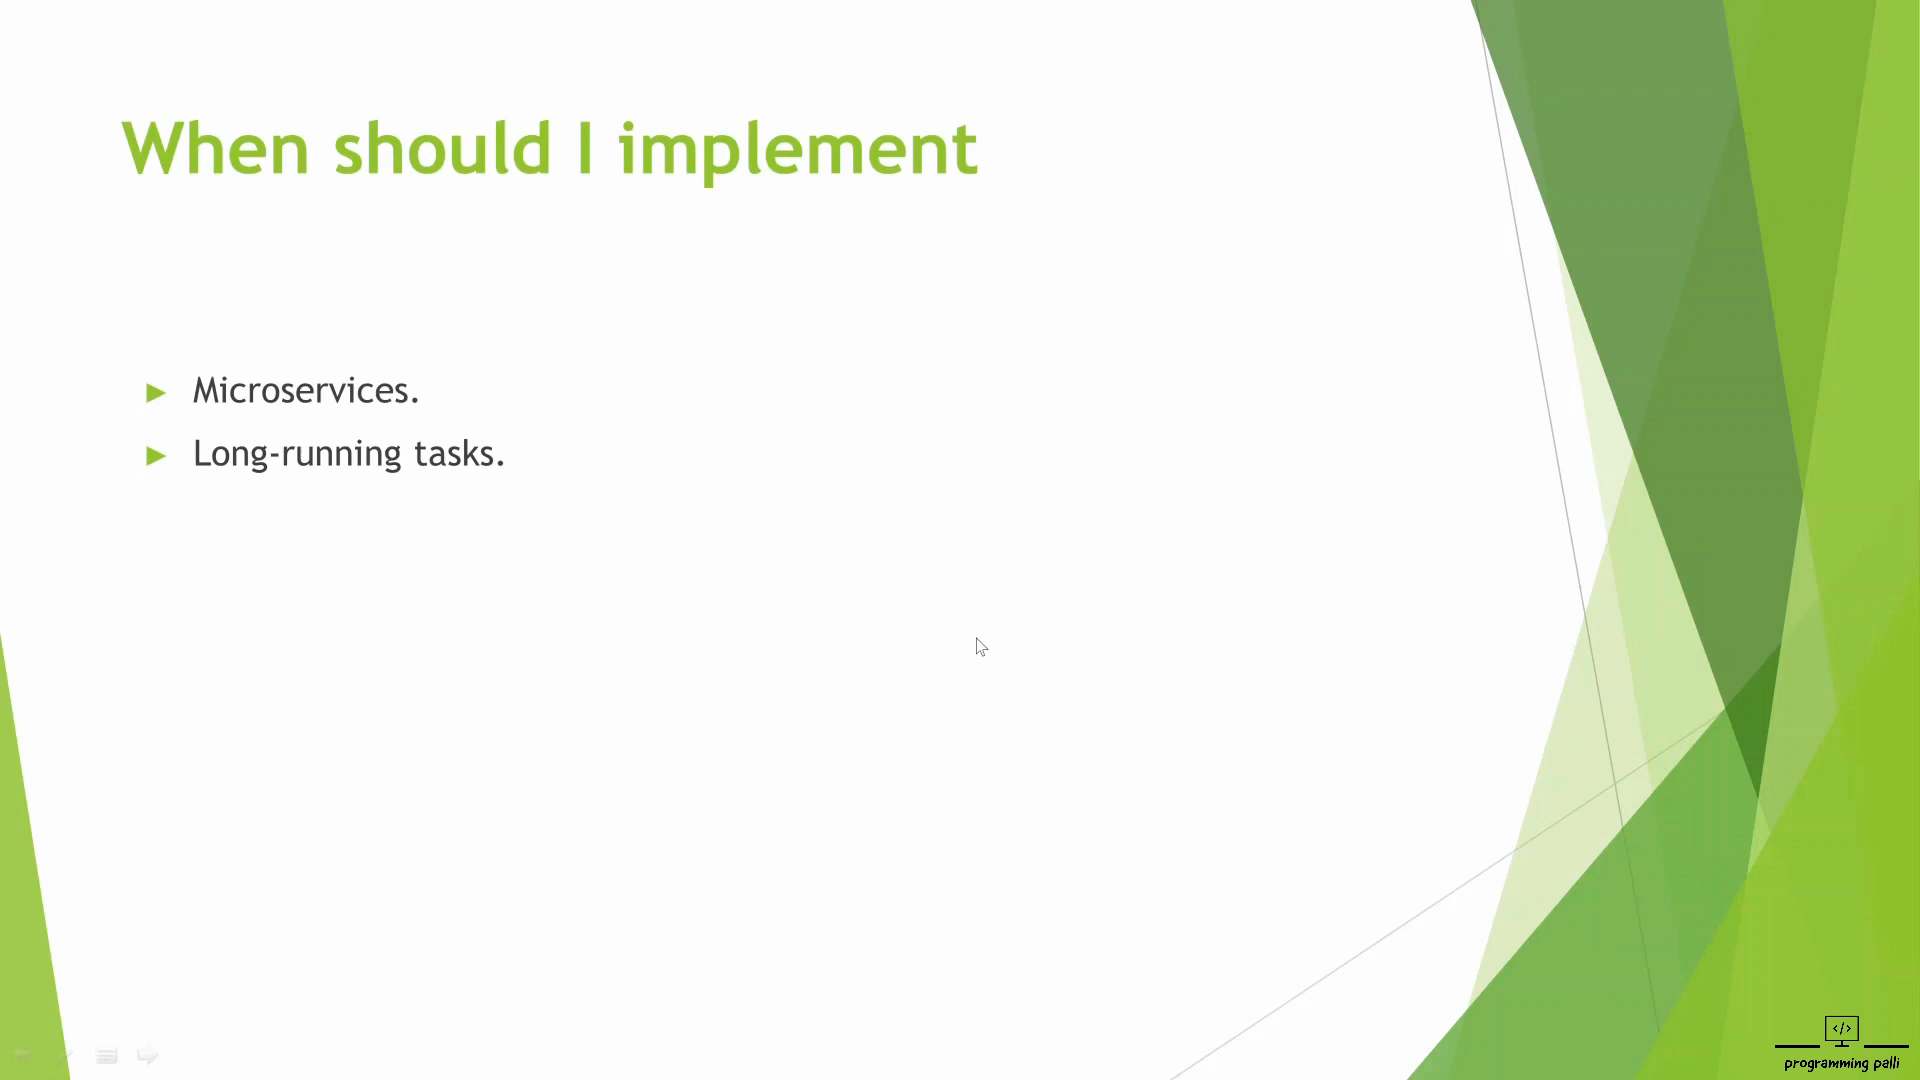 When should I implement
Microservices.
Long-running tasks.
</>
programming palli